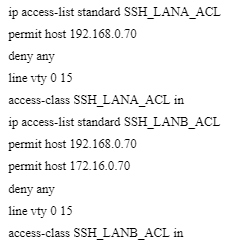 ip access-list standard SSH_LANA_ACL
permit host 192.168.0.70
deny any
line vty 0 15
access-class SSH_LANA_ACL in
ip access-list standard SSH_LANB_ACL
permit host 192.168.0.70
permit host 172.16.0.70
deny any
line vty 0 15
access-class SSH_LANB_ACL in